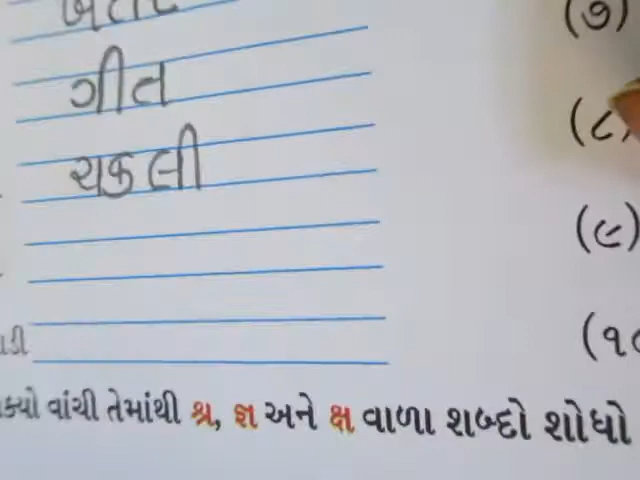 (૭)
ગીત
(૮)
ચકલી
(૯)
વાંચી તેમાંથી શ્ર, જ્ઞ અને ક્ષ વાળા શબ્દો શોધો